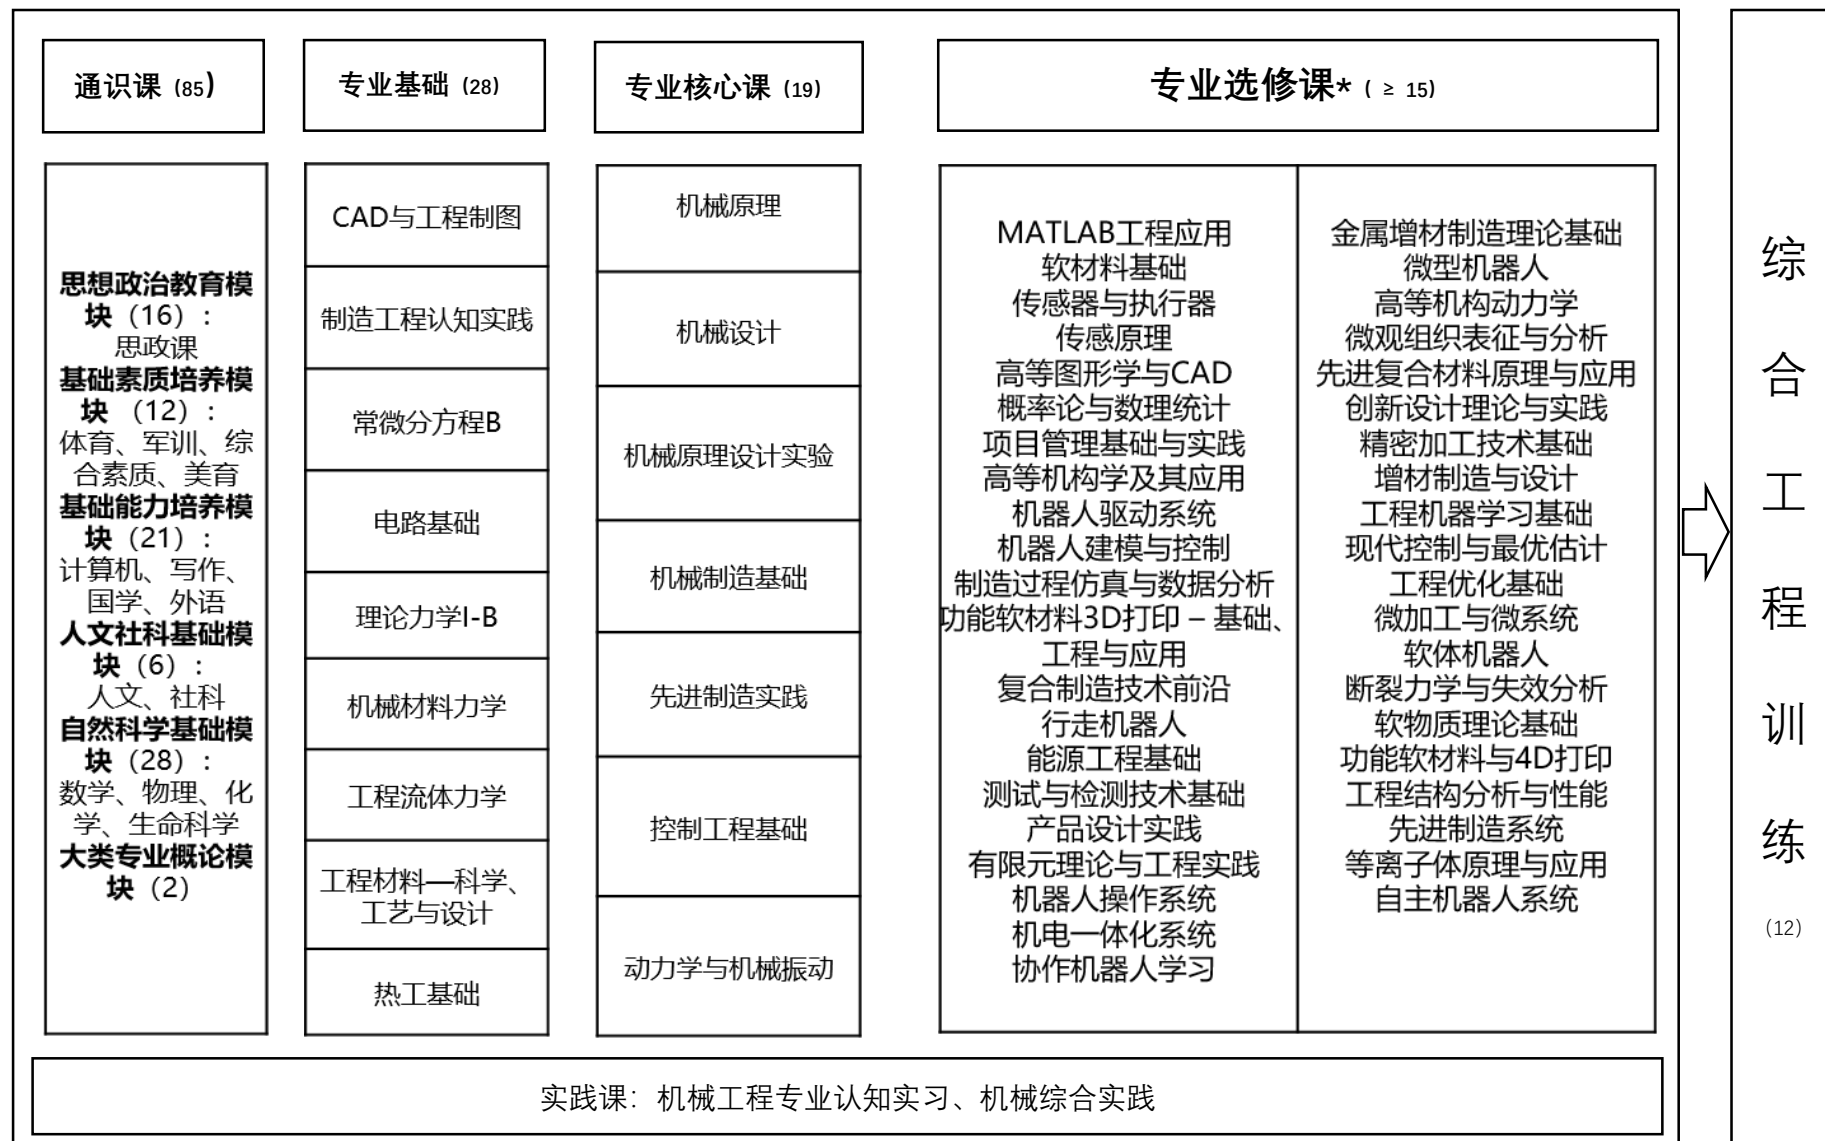 通识课 (85)
思想政治教育模
块（16）:
思政课
基础素质培养模
块 （12）:
体育、军训、综
合素质、美育
基础能力培养模
块（21）:
计算机、写作、
国学、外语
人文社科基础模
块（6）:
人文、社科
自然科学基础模
块（28）:
数学、物理、化
学、生命科学
大类专业概论模
块（2）
专业基础 (28)
CAD与工程制图
制造工程认知实践
常微分方程B
电路基础
理论力学I-B
机械材料力学
工程流体力学
工程材料—科学、
工艺与设计
热工基础
专业核心课 (19)
机械原理
机械设计
机械原理设计实验
机械制造基础
先进制造实践
控制工程基础
动力学与机械振动
专业选修课* ( ≥ 15)
MATLAB工程应用
软材料基础
传感器与执行器
传感原理
高等图形学与CAD
概率论与数理统计
项目管理基础与实践
高等机构学及其应用
机器人驱动系统
机器人建模与控制
制造过程仿真与数据分析
功能软材料3D打印 – 基础、
工程与应用
复合制造技术前沿
行走机器人
能源工程基础
测试与检测技术基础
产品设计实践
有限元理论与工程实践
机器人操作系统
机电一体化系统
协作机器人学习
金属增材制造理论基础
微型机器人
高等机构动力学
微观组织表征与分析
先进复合材料原理与应用
创新设计理论与实践
精密加工技术基础
增材制造与设计
工程机器学习基础
现代控制与最优估计
工程优化基础
微加工与微系统
软体机器人
断裂力学与失效分析
软物质理论基础
功能软材料与4D打印
工程结构分析与性能
先进制造系统
等离子体原理与应用
自主机器人系统
实践课：机械工程专业认知实习、机械综合实践
综
合
工
程
训
练
(12)